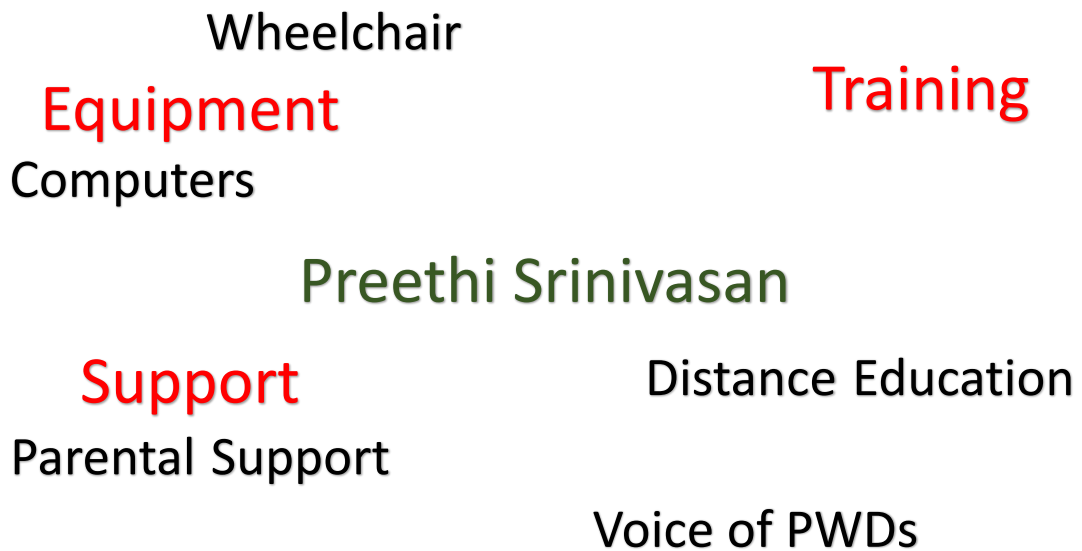 Wheelchair
Equipment
Training
Computers
Preethi Srinivasan
Support
Distance Education
Parental Support
Voice of PWDs